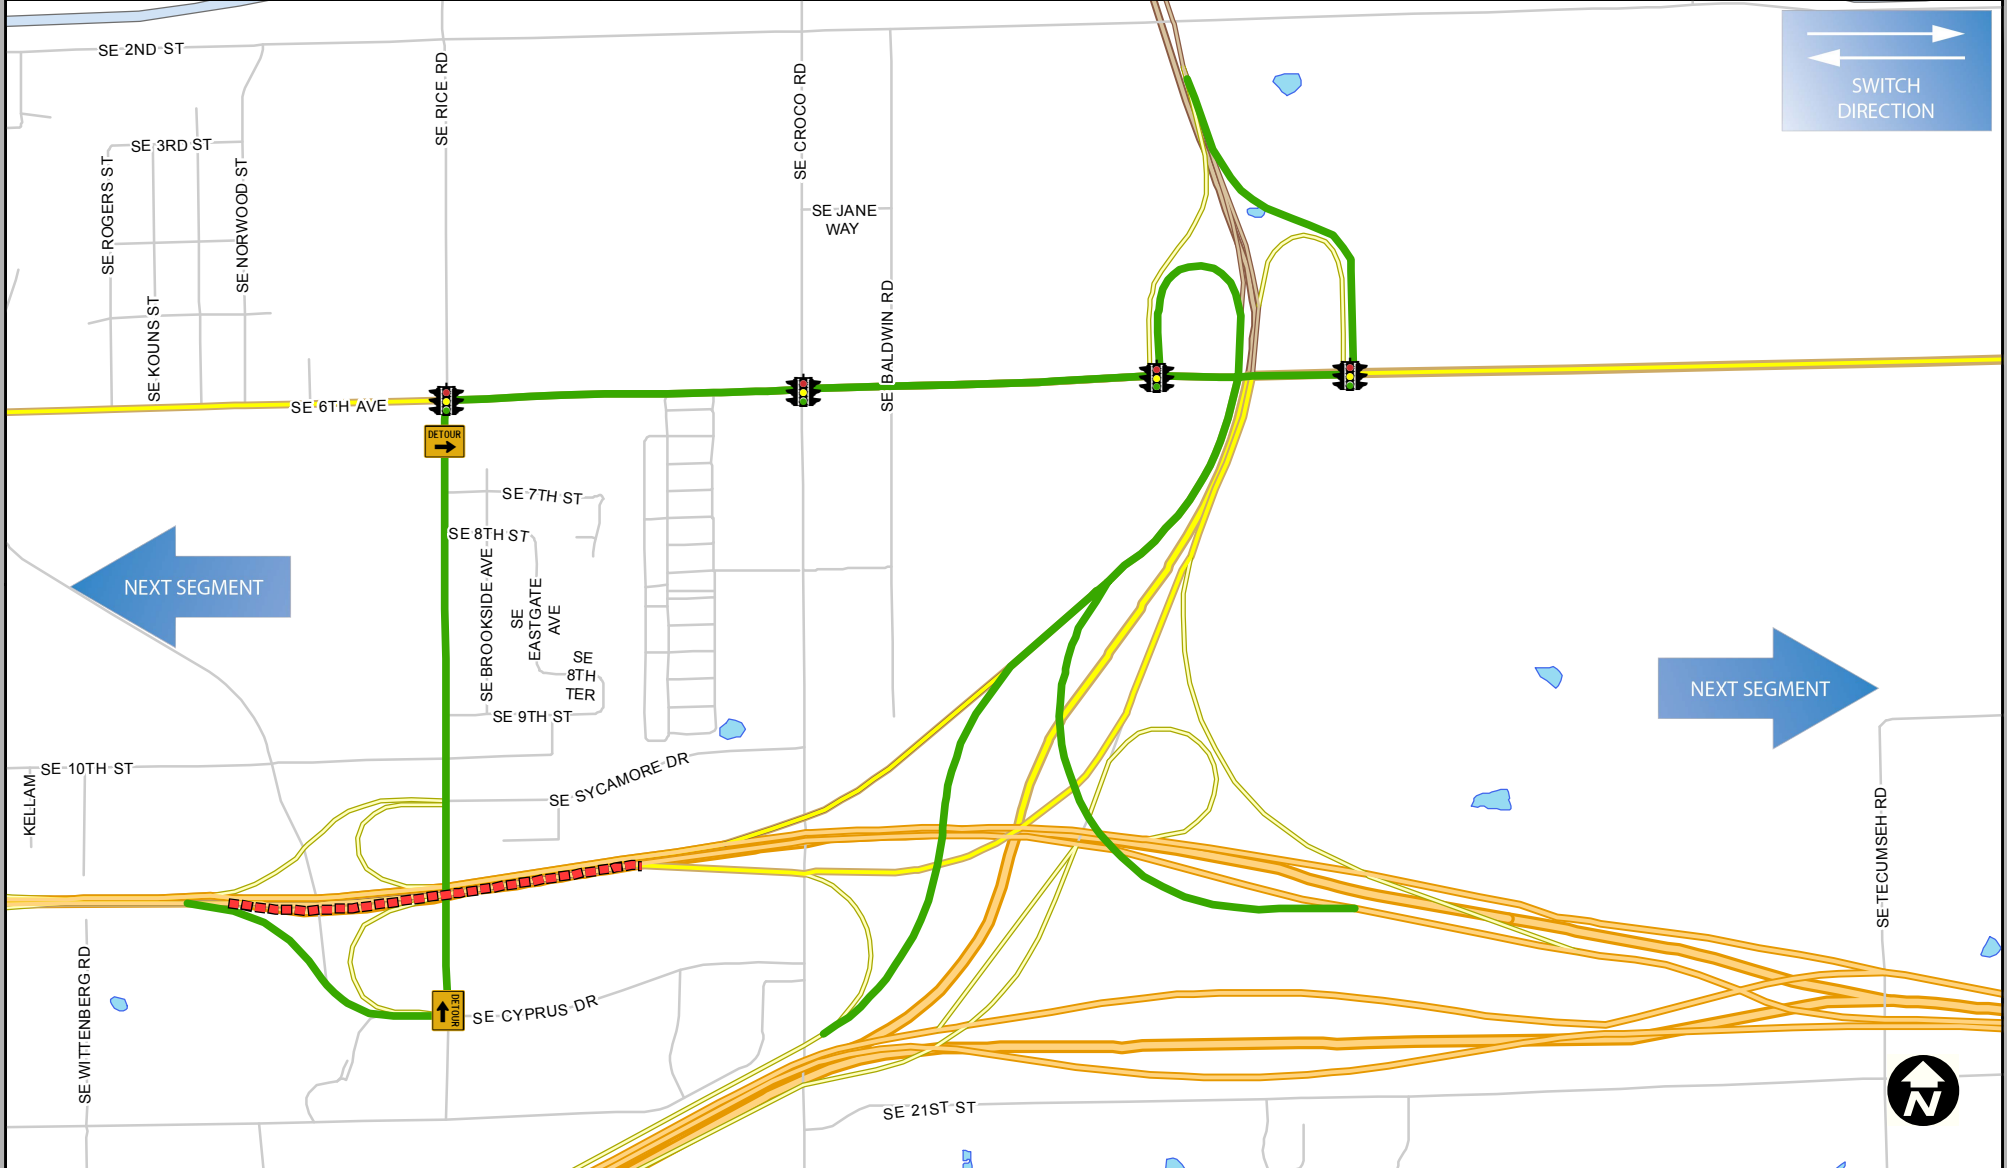 SE 2ND ST
SE RICE RD
SE CROCO RD
SWITCH
DIRECTION
SE 3RD ST
SE ROGERS ST
SE NORWOOD ST
SE JANE
WAY
SE KOUNS ST
SE BALDWIN RD
SE 6TH AVE
DETOUR
SE 7TH ST
SE 8TH ST
NEXT SEGMENT
SE BROOKSIDE AVE
SE
EASTGATE
AVE
SE
8TH
TER
SE 9TH ST
NEXT SEGMENT
SE 10TH ST
KELLAM
SE SYCAMORE DR
SE TECUMSEH RD
SE WITTENBERG RD
DETOUR
SE CYPRUS DR
SE 21ST ST
N